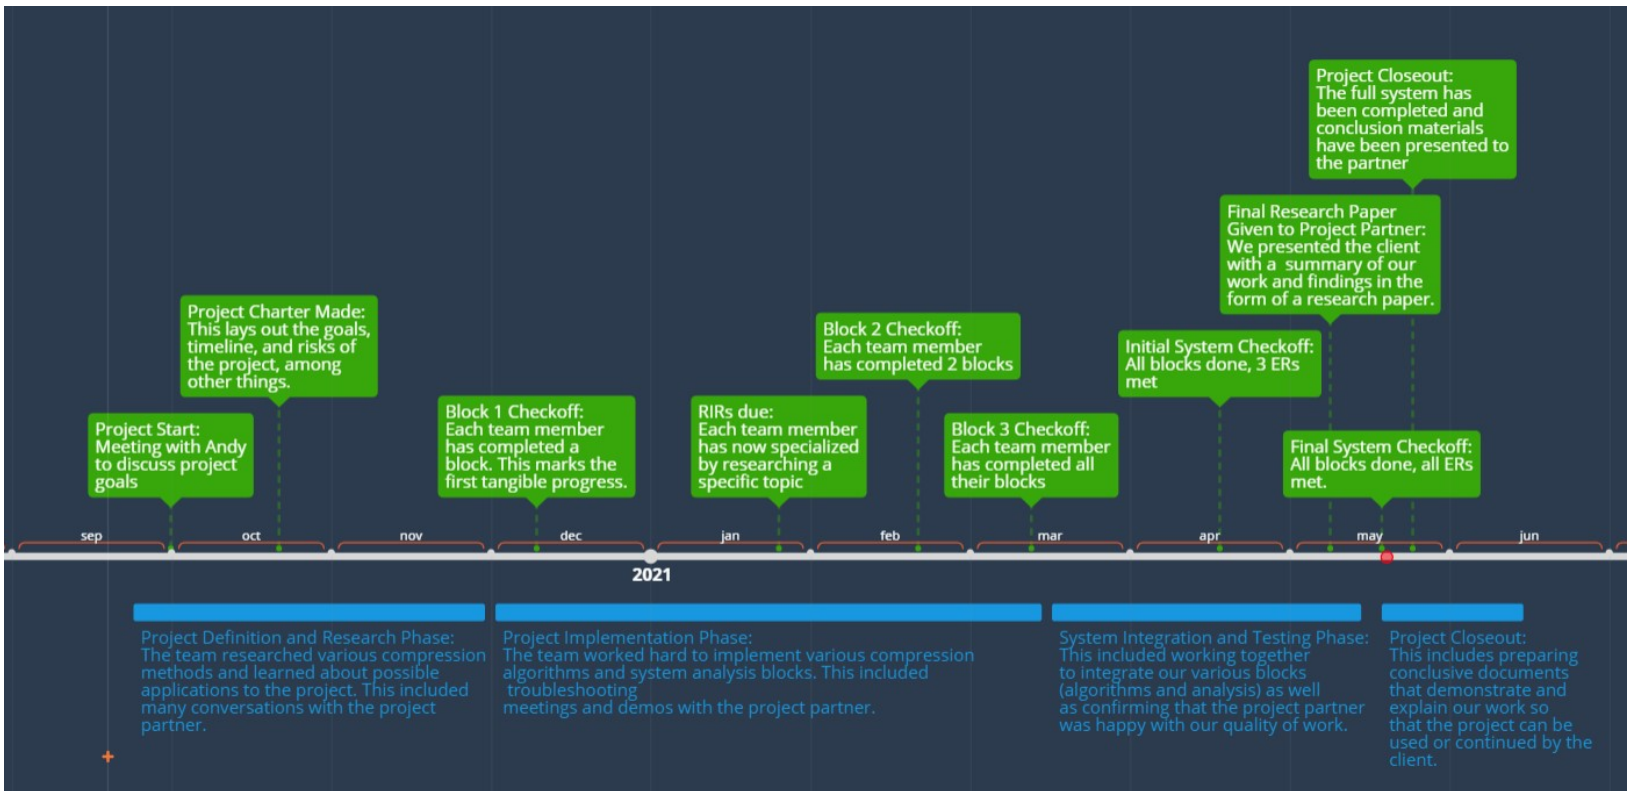 Project Closeout:
The full system has
been completed and
conclusion materials
have been presented to
the partner
Final Research Paper
Given to Project Partner:
We presented the client
with a  summary of our
work and findings in the
form of a research paper.
Project Charter Made:
This lays out the goals,
timeline, and risks of
the project, among
other things.
Block 2 Checkoff:
Each team member
has completed 2 blocks
Initial System Checkoff:
All blocks done, 3 ERs
met
Project Start:
Meeting with Andy
to discuss project
goals
Block 1 Checkoff:
Each team member
has completed a
block. This marks the
first tangible progress.
RIRs due:
Each team member
has now specialized
by researching a
specific topic
Block 3 Checkoff:
Each team member
has completed all
their blocks
Final System Checkoff:
All blocks done, all ERs
met.
sep oct nov dec jan feb mar apr may jun
2021
Project Definition and Research Phase:
The team researched various compression
methods and learned about possible
applications to the project. This included
many conversations with the project
partner.
Project Implementation Phase:
The team worked hard to implement various compression
algorithms and system analysis blocks. This included
troubleshooting
meetings and demos with the project partner.
System Integration and Testing Phase:
This included working together
to integrate our various blocks
(algorithms and analysis) as well
as confirming that the project partner
was happy with our quality of work.
Project Closeout:
This includes preparing
conclusive documents
that demonstrate and
explain our work so
that the project can be
used or continued by the
client.